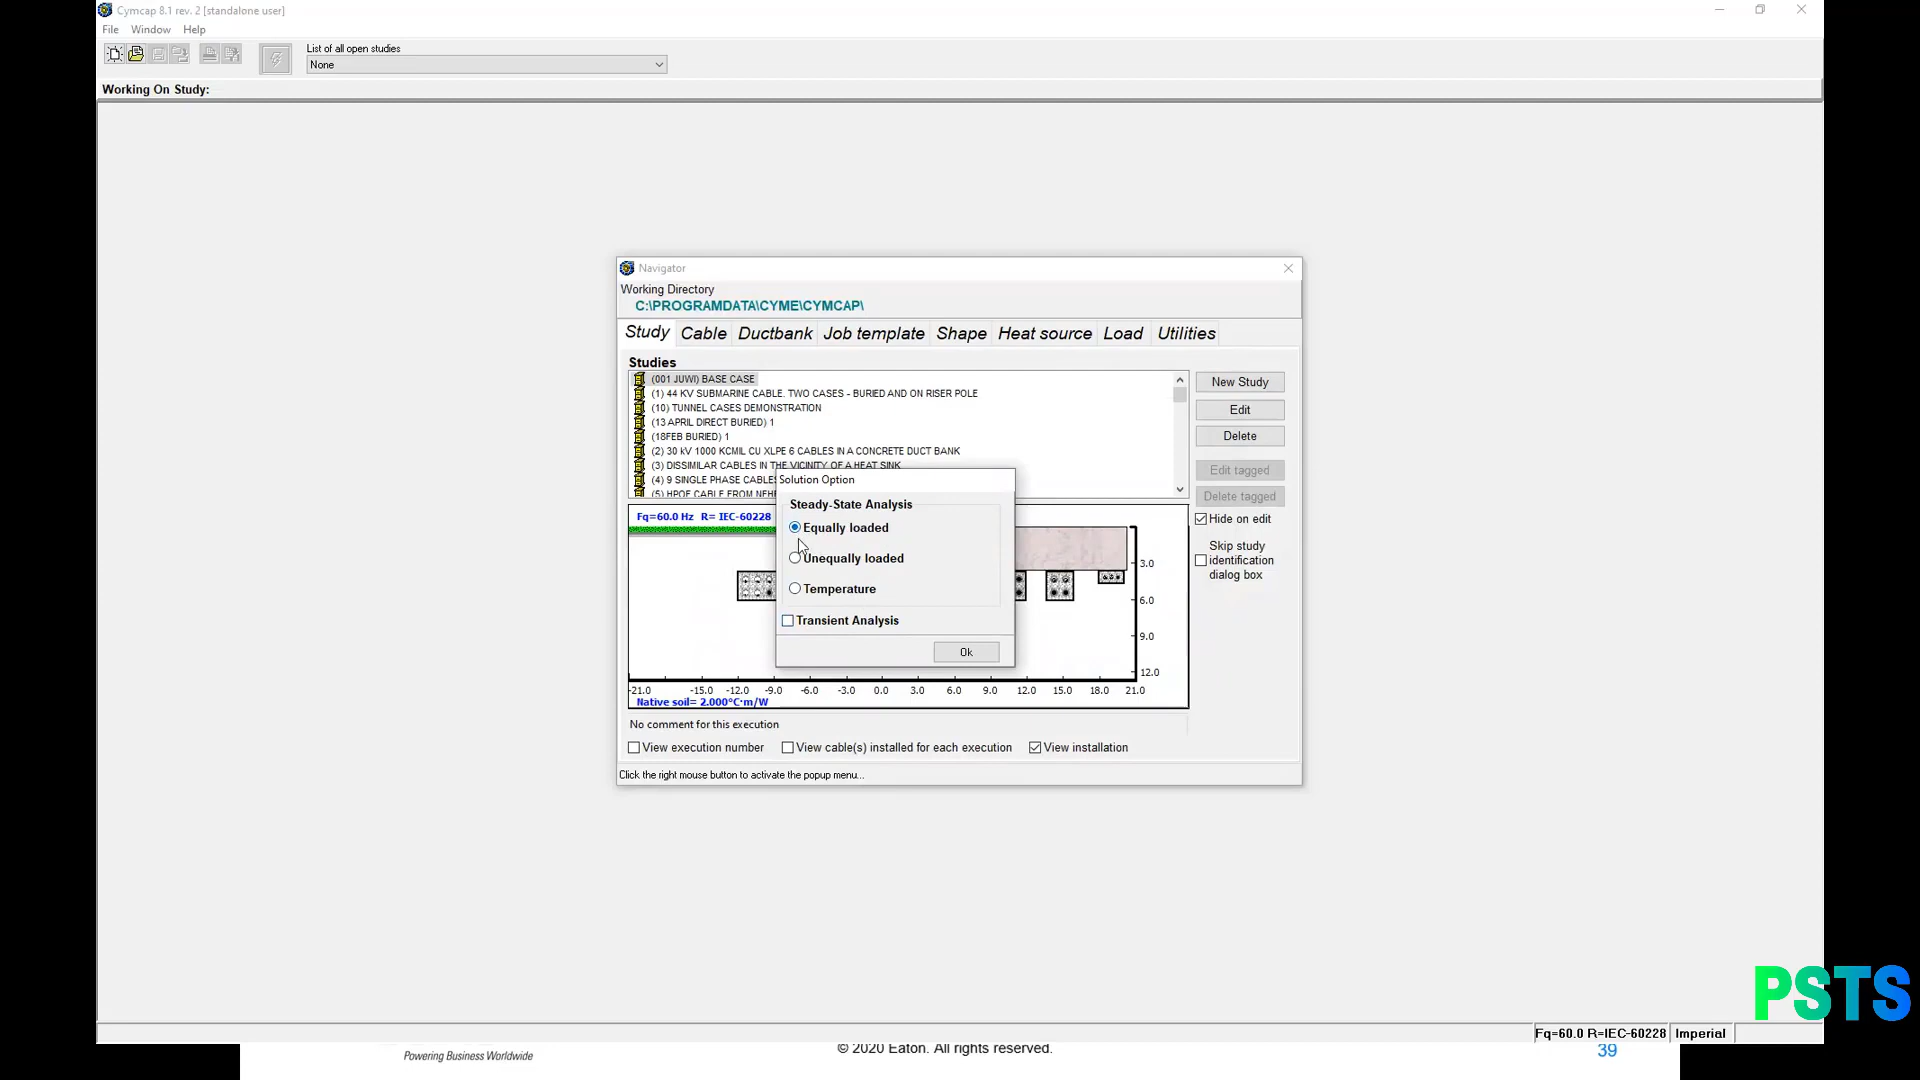 Cymcap 8.1 rev. 2 [standalone user]
File Window Help
List of all open studies
None
Working On Study:
Navigator
Working Directory
C:\PROGRAMDATA\CYME\CYMCAP\
Study Cable Ductbank Job template Shape Heat source Load Utilities
Studies
(001 JUWI) BASE CASE
(1) 44 KV SUBMARINE CABLE. TWO CASES - BURIED AND ON RISER POLE
(10) TUNNEL CASES DEMONSTRATION
(13 APRIL DIRECT BURIED) 1
(18FEB BURIED) 1
(2) 30 kV 1000 KCMIL CU XLPE 6 CABLES IN A CONCRETE DUCT BANK
(3) DISSIMILAR CABLES IN THE VICINITY OF A HEAT SINK
(4) 9 SINGLE PHASE CABLES
New Study
Edit
Delete
Edit tagged
Delete tagged
Hide on edit
Skip study
identification
dialog box
Solution Option
Steady-State Analysis
Equally loaded
Unequally loaded
Temperature
Transient Analysis
Ok
Fq=60.0 Hz R= IEC-60228
3.0
6.0
9.0
12.0
-21.0 -15.0 -12.0 -9.0 -6.0 -3.0 0.0 3.0 6.0 9.0 12.0 15.0 18.0 21.0
Native soil= 2.000°C·m/W
No comment for this execution
View execution number View cable(s) installed for each execution View installation
Click the right mouse button to activate the popup menu...
PSTS
Fq=60.0 R=IEC-60228 Imperial
Powering Business Worldwide
© 2020 Eaton. All rights reserved.
39